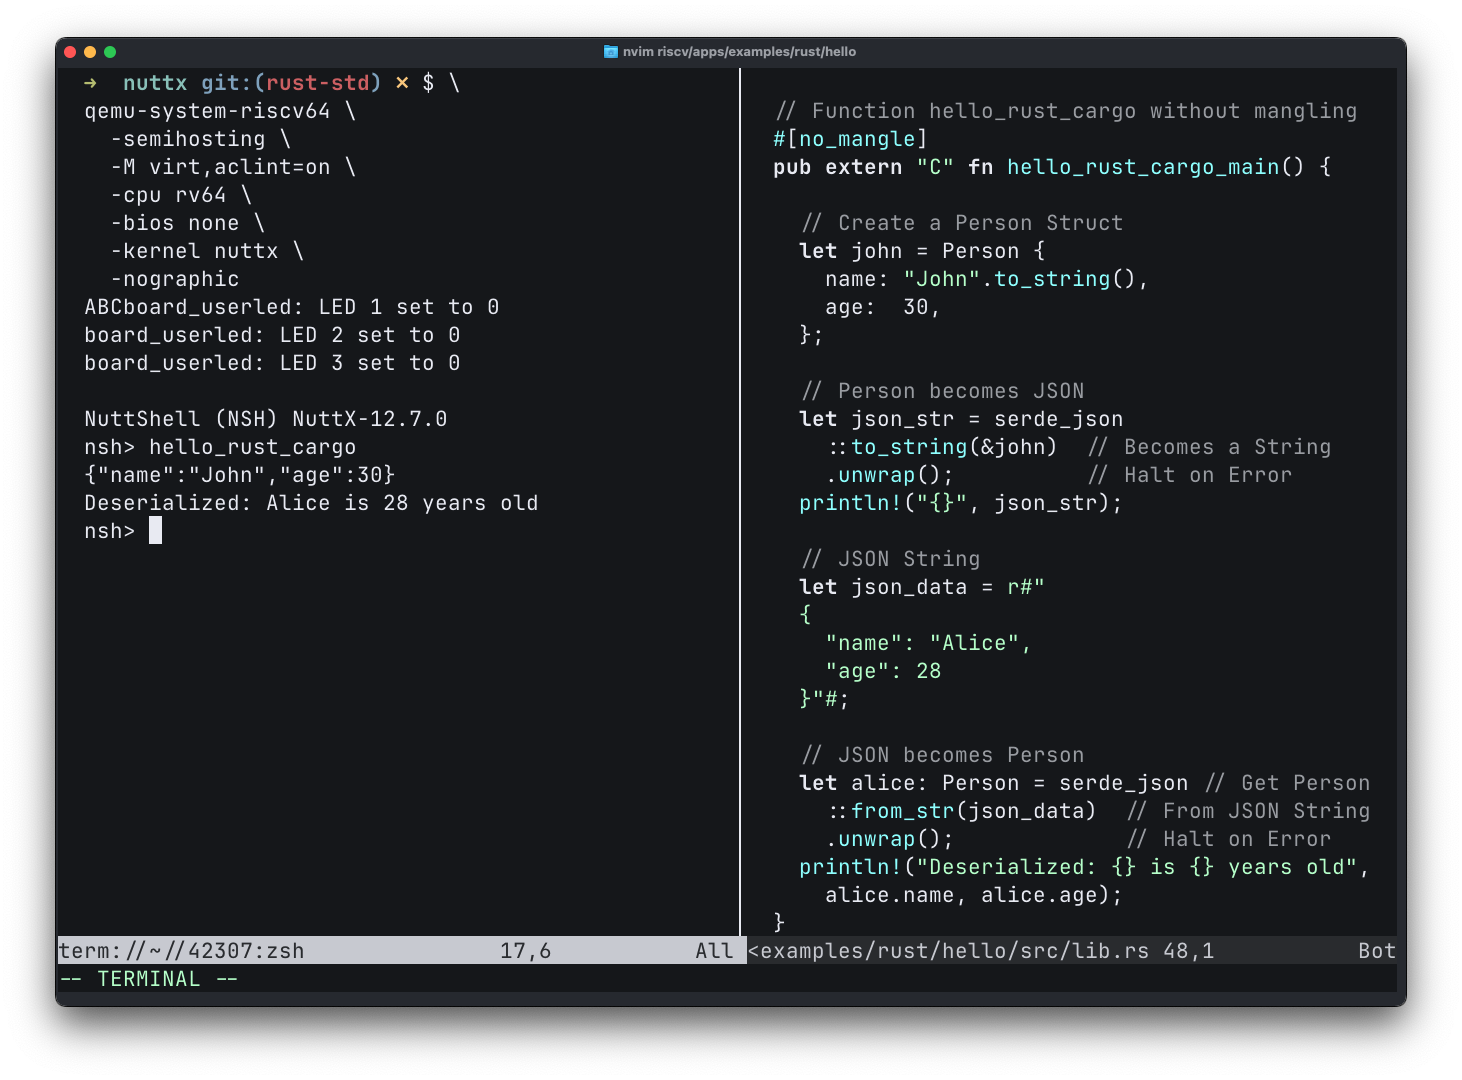 nvim riscv/apps/examples/rust/hello
→ nuttx git:(rust-std) × $ \
qemu-system-riscv64 \
  -semihosting \
  -M virt,aclint=on \
  -cpu rv64 \
  -bios none \
  -kernel nuttx \
  -nographic
ABCboard_userled: LED 1 set to 0
board_userled: LED 2 set to 0
board_userled: LED 3 set to 0

NuttShell (NSH) NuttX-12.7.0
nsh> hello_rust_cargo
{"name":"John","age":30}
Deserialized: Alice is 28 years old
nsh>
term://~//42307:zsh 17,6 All
-- TERMINAL --
// Function hello_rust_cargo without mangling
#[no_mangle]
pub extern "C" fn hello_rust_cargo_main() {

  // Create a Person Struct
  let john = Person {
    name: "John".to_string(),
    age:  30,
  };

  // Person becomes JSON
  let json_str = serde_json
    ::to_string(&john)  // Becomes a String
    .unwrap();          // Halt on Error
  println!("{}", json_str);

  // JSON String
  let json_data = r#"
  {
    "name": "Alice",
    "age": 28
  }"#;

  // JSON becomes Person
  let alice: Person = serde_json // Get Person
    ::from_str(json_data)  // From JSON String
    .unwrap();             // Halt on Error
  println!("Deserialized: {} is {} years old",
    alice.name, alice.age);
}
<examples/rust/hello/src/lib.rs 48,1 Bot